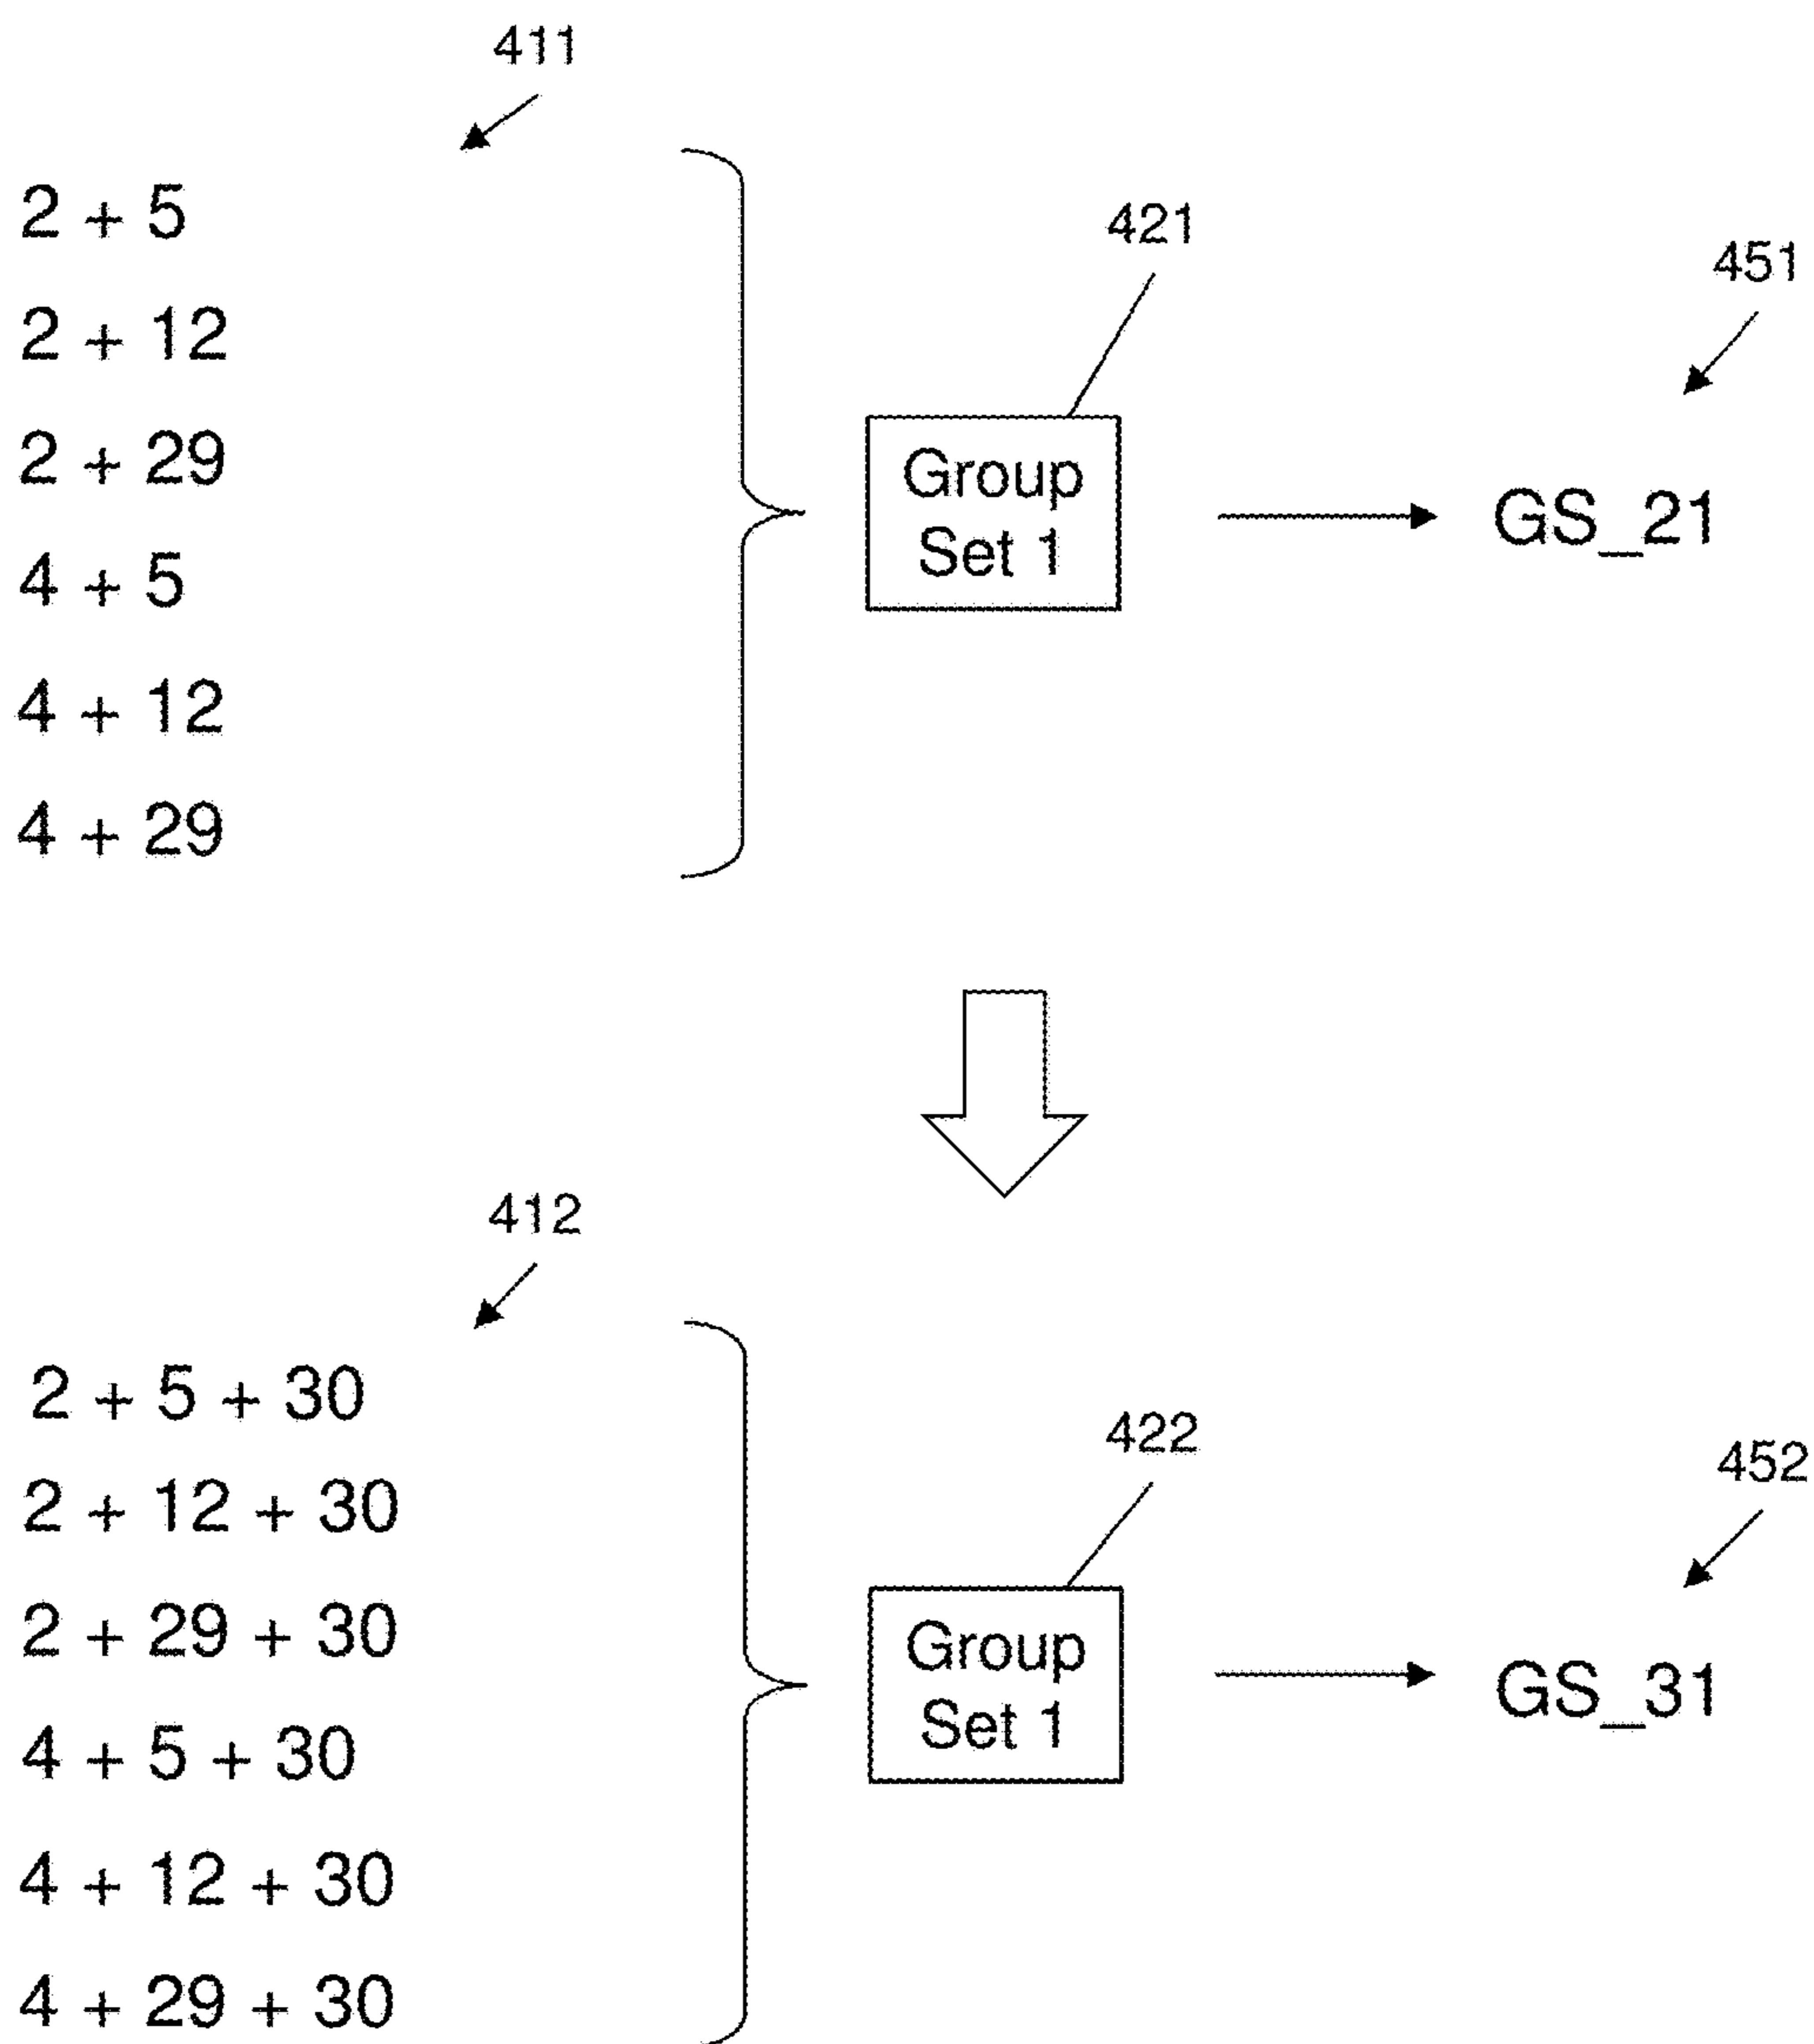 411
2 + 5
2 + 12
2 + 29
4 + 5
4 + 12
4 + 29
421
Group
Set 1
451
GS_21
412
2 + 5 + 30
2 + 12 + 30
2 + 29 + 30
4 + 5 + 30
4 + 12 + 30
4 + 29 + 30
422
Group
Set 1
452
GS_31